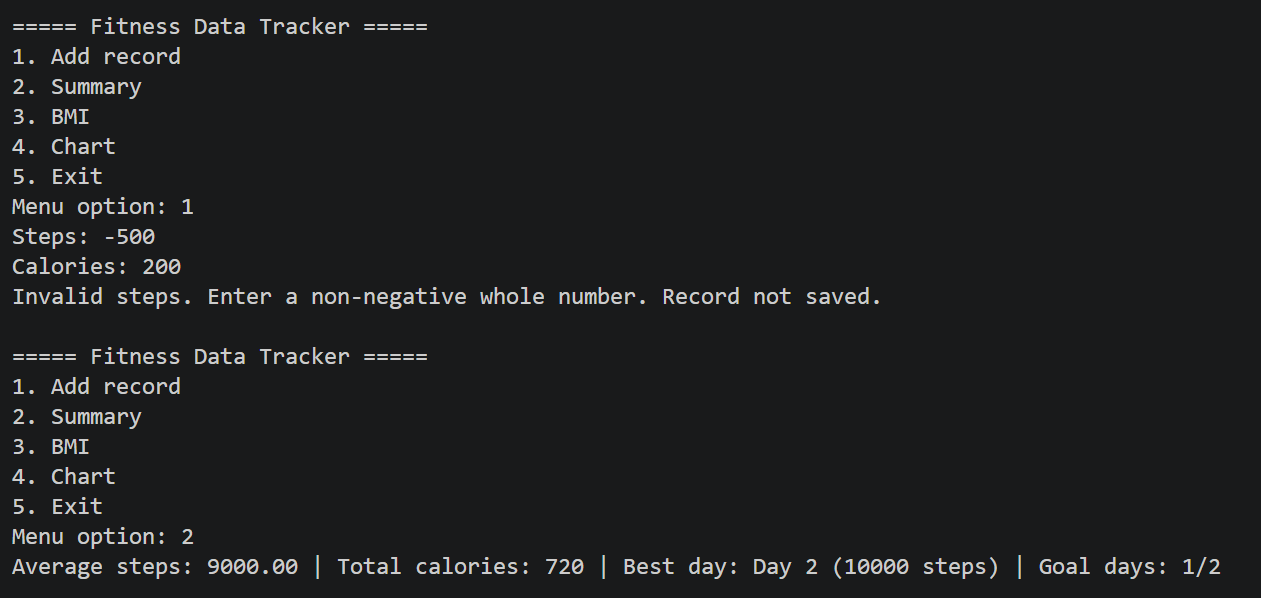 ===== Fitness Data Tracker =====
1. Add record
2. Summary
3. BMI
4. Chart
5. Exit
Menu option: 1
Steps: -500
Calories: 200
Invalid steps. Enter a non-negative whole number. Record not saved.

===== Fitness Data Tracker =====
1. Add record
2. Summary
3. BMI
4. Chart
5. Exit
Menu option: 2
Average steps: 9000.00 | Total calories: 720 | Best day: Day 2 (10000 steps) | Goal days: 1/2